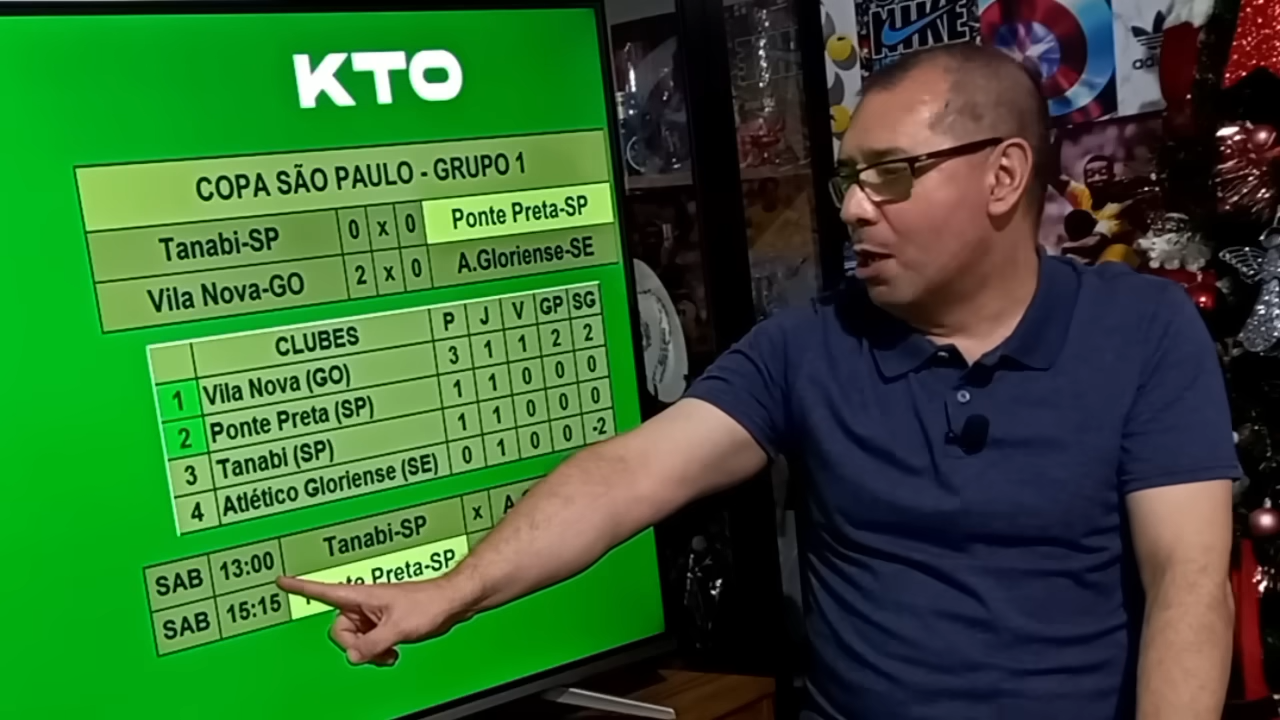 KTO
COPA SÃO PAULO - GRUPO 1
Tanabi-SP 0 x 0 Ponte Preta-SP
Vila Nova-GO 2 x 0 A.Gloriense-SE
CLUBES P J V GP SG
1 Vila Nova (GO) 3 1 1 2 2
2 Ponte Preta (SP) 1 1 0 0 0
3 Tanabi (SP) 1 1 0 0 0
4 Atlético Gloriense (SE) 0 1 0 0 -2
SAB 13:00 Tanabi-SP x
SAB 15:15 Preta-SP
NIKE